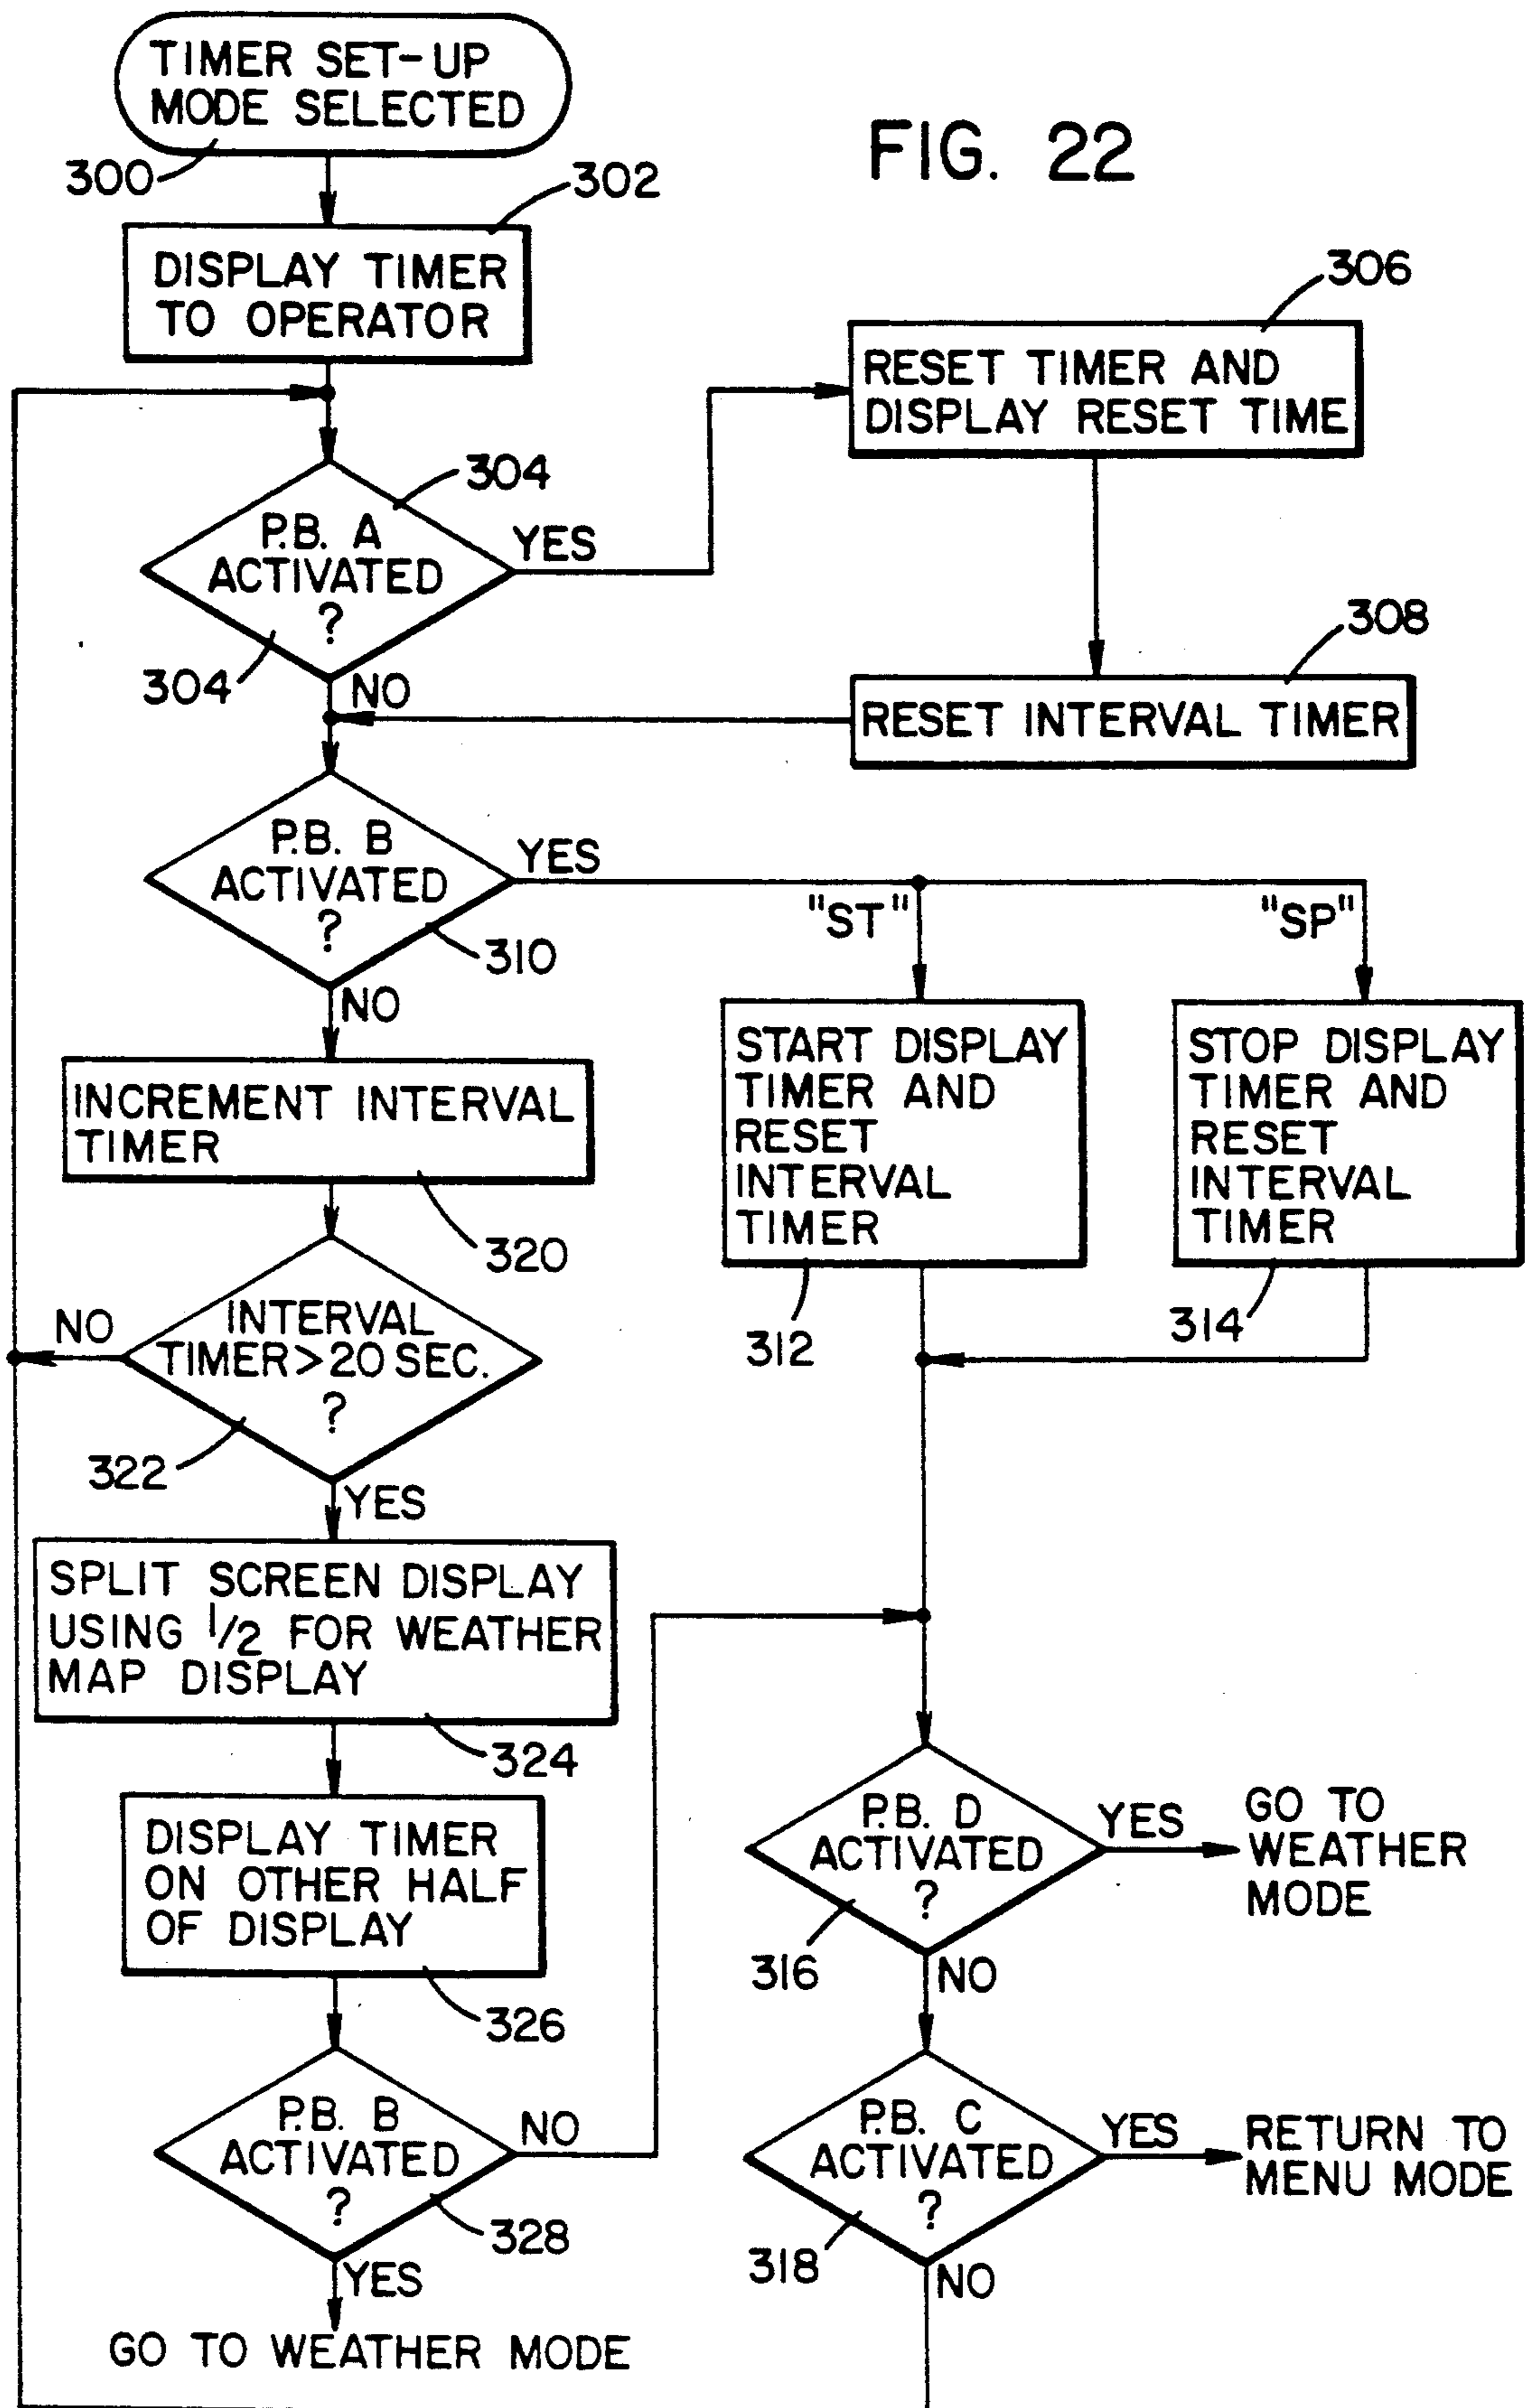 TIMER SET-UP
MODE SELECTED
300
FIG. 22
302
DISPLAY TIMER
TO OPERATOR
306
RESET TIMER AND
DISPLAY RESET TIME
304
P.B. A
ACTIVATED
?
YES
304
NO
308
RESET INTERVAL TIMER
P.B. B
ACTIVATED
?
YES
310
NO
"ST"
"SP"
START DISPLAY
TIMER AND
RESET
INTERVAL
TIMER
312
STOP DISPLAY
TIMER AND
RESET
INTERVAL
TIMER
314
INCREMENT INTERVAL
TIMER
320
INTERVAL
TIMER > 20 SEC.
?
NO
322
YES
SPLIT SCREEN DISPLAY
USING 1/2 FOR WEATHER
MAP DISPLAY
324
DISPLAY TIMER
ON OTHER HALF
OF DISPLAY
326
P.B. B
ACTIVATED
?
NO
328
YES
GO TO WEATHER MODE
P.B. D
ACTIVATED
?
YES
GO TO
WEATHER
MODE
316
NO
P.B. C
ACTIVATED
?
YES
RETURN TO
MENU MODE
318
NO